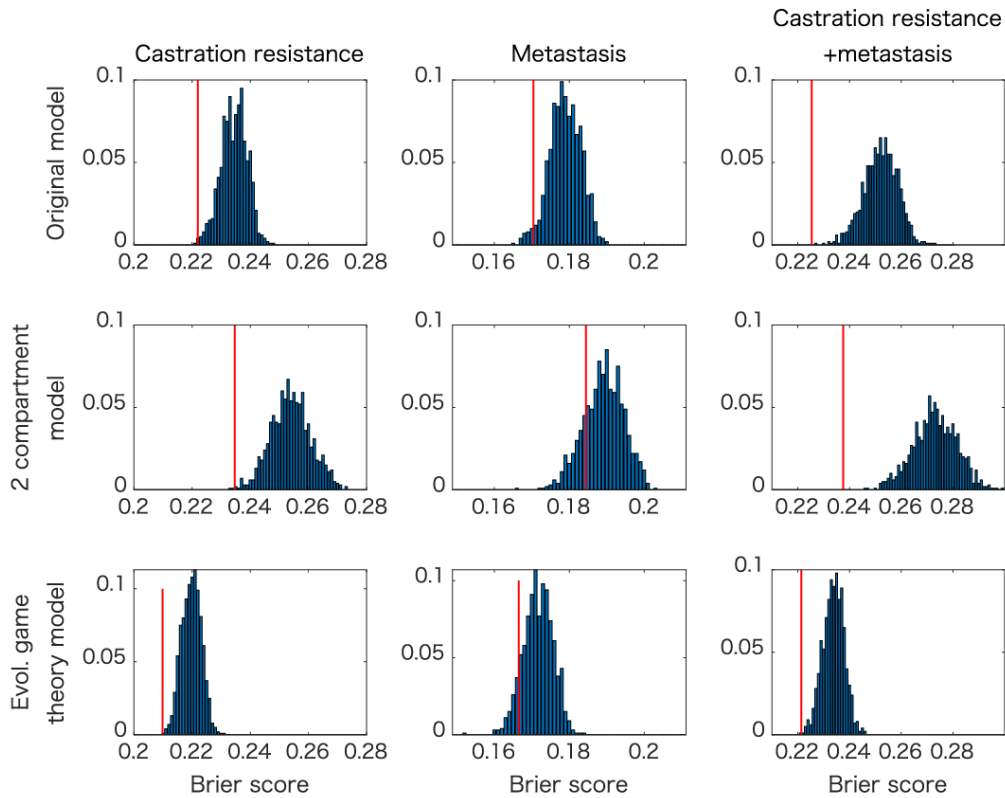 Castration resistance
Metastasis
Castration resistance
+metastasis
Original model
0.1
0.05
0
0.2 0.22 0.24 0.26 0.28
0.1
0.05
0
0.16 0.18 0.2
0.1
0.05
0
0.22 0.24 0.26 0.28
2 compartment
model
0.1
0.05
0
0.2 0.22 0.24 0.26 0.28
0.1
0.05
0
0.16 0.18 0.2
0.1
0.05
0
0.22 0.24 0.26 0.28
Evol. game
theory model
0.1
0.05
0
0.2 0.22 0.24 0.26 0.28
Brier score
0.1
0.05
0
0.16 0.18 0.2
Brier score
0.1
0.05
0
0.22 0.24 0.26 0.28
Brier score